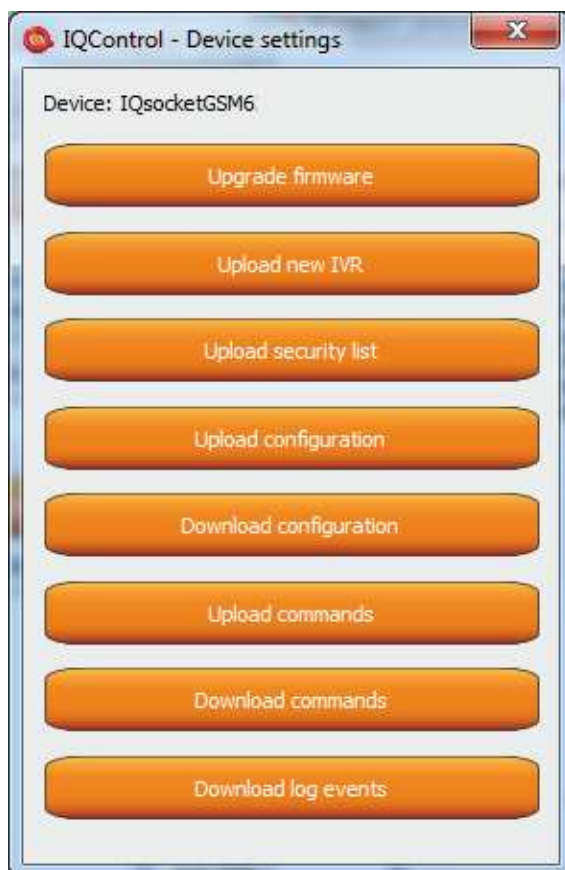 IQControl - Device settings
Device: IQsocketGSM6
Upgrade firmware
Upload new IVR
Upload security list
Upload configuration
Download configuration
Upload commands
Download commands
Download log events